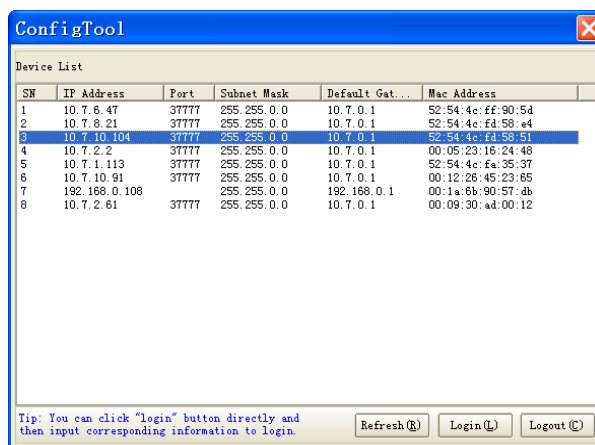 ConfigTool
Device List
SN IP Address Port Subnet Mask Default Gat... Mac Address
1 10.7.6.47 37777 255.255.0.0 10.7.0.1 52:54:4c:ff:90:5d
2 10.7.8.21 37777 255.255.0.0 10.7.0.1 52:54:4c:fd:58:e4
3 10.7.10.104 37777 255.255.0.0 10.7.0.1 52:54:4c:fd:58:51
4 10.7.2.2 37777 255.255.0.0 10.7.0.1 00:05:23:16:24:48
5 10.7.1.113 37777 255.255.0.0 10.7.0.1 52:54:4c:fa:35:37
6 10.7.10.91 37777 255.255.0.0 10.7.0.1 00:12:26:45:23:65
7 192.168.0.108 255.255.0.0 192.168.0.1 00:1a:6b:90:57:db
8 10.7.2.61 37777 255.255.0.0 10.7.0.1 00:09:30:ad:00:12
Tip: You can click "login" button directly and
then input corresponding information to login.
Refresh(R) Login(L) Logout(C)